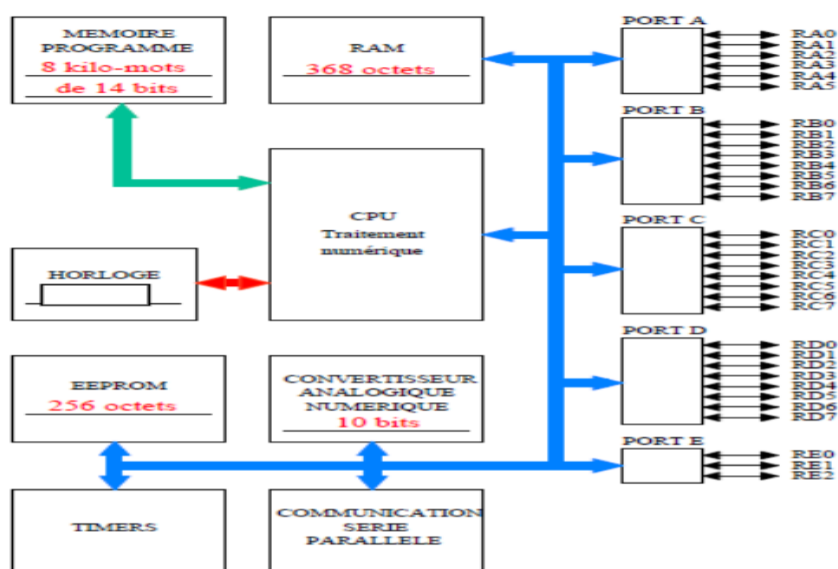 MEMOIRE
PROGRAMME
8 kilo-mots
de 14 bits
RAM
368 octets
CPU
Traitement
numérique
HORLOGE
EEPROM
256 octets
CONVERTISSEUR
ANALOGIQUE
NUMERIQUE
10 bits
TIMERS
COMMUNICATION
SERIE
PARALLELE
PORT A
RA0
RA1
RA2
RA3
RA4
RA5
PORT B
RB0
RB1
RB2
RB3
RB4
RB5
RB6
RB7
PORT C
RC0
RC1
RC2
RC3
RC4
RC5
RC6
RC7
PORT D
RD0
RD1
RD2
RD3
RD4
RD5
RD6
RD7
PORT E
RE0
RE1
RE2